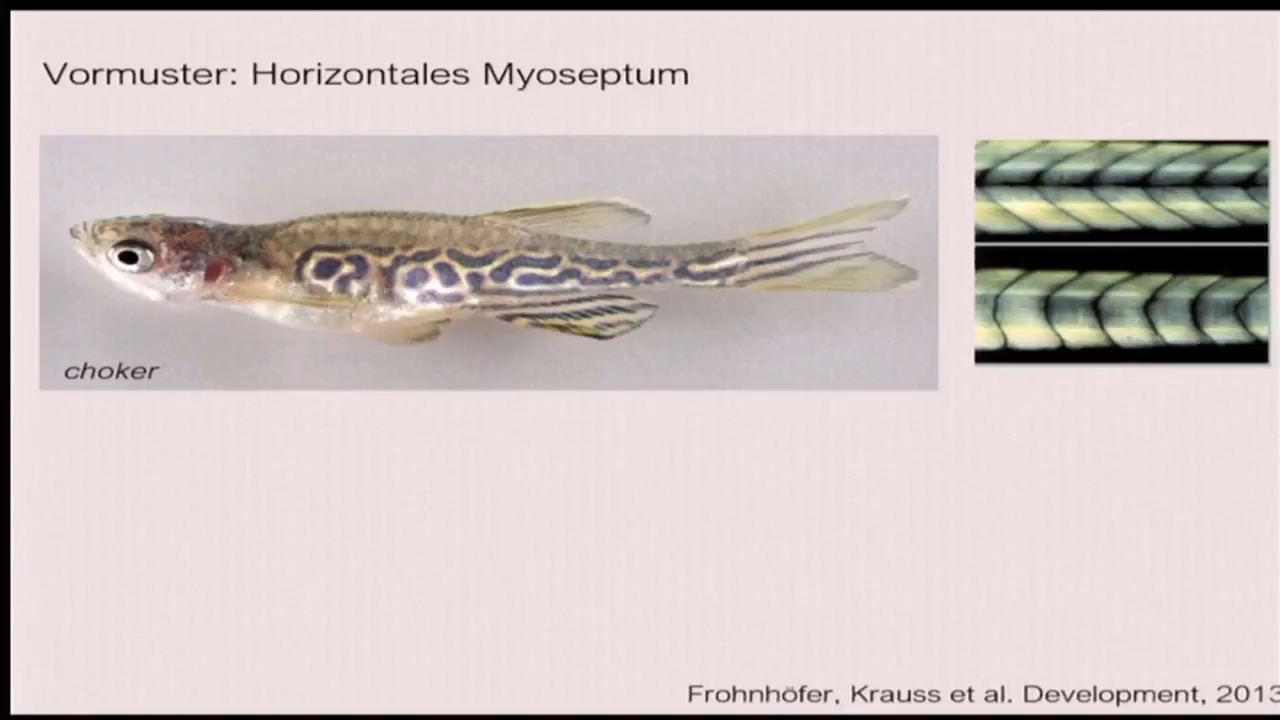 Vormuster: Horizontales Myoseptum
choker
Frohnhöfer, Krauss et al. Development, 2013